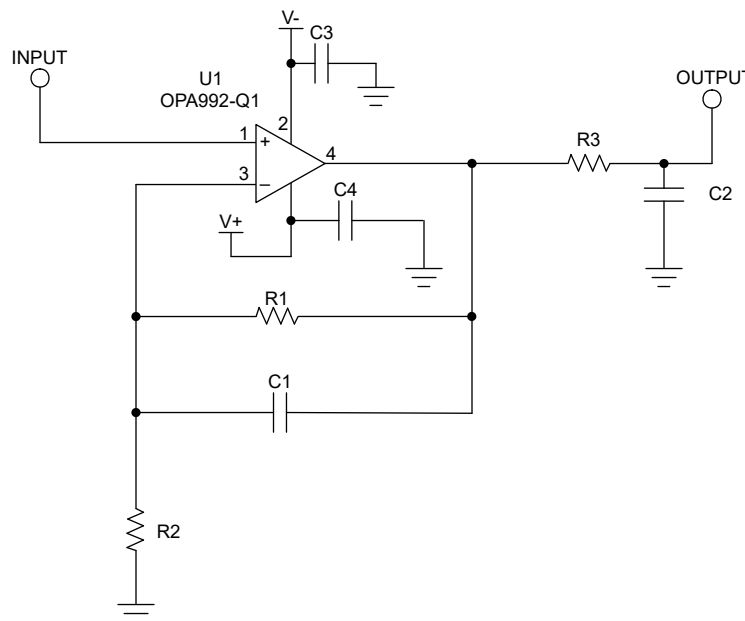 V-
C3
INPUT
U1
OPA992-Q1
OUTPUT
2
1
+
4
R3
3
–
C4
C2
V+
R1
C1
R2